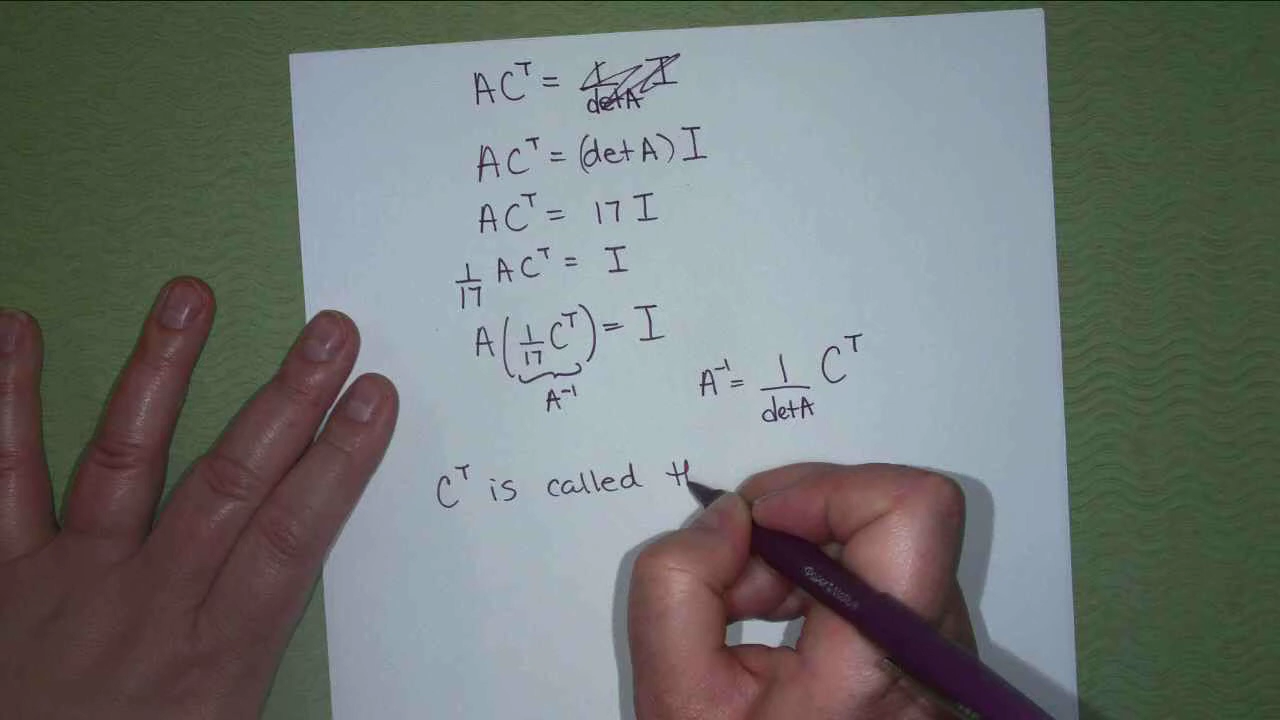 ACᵀ = 1/detA I
ACᵀ = (detA) I
ACᵀ = 17 I
1/17 ACᵀ = I
A(1/17 Cᵀ) = I
A⁻¹
A⁻¹ = 1/detA Cᵀ
Cᵀ is called